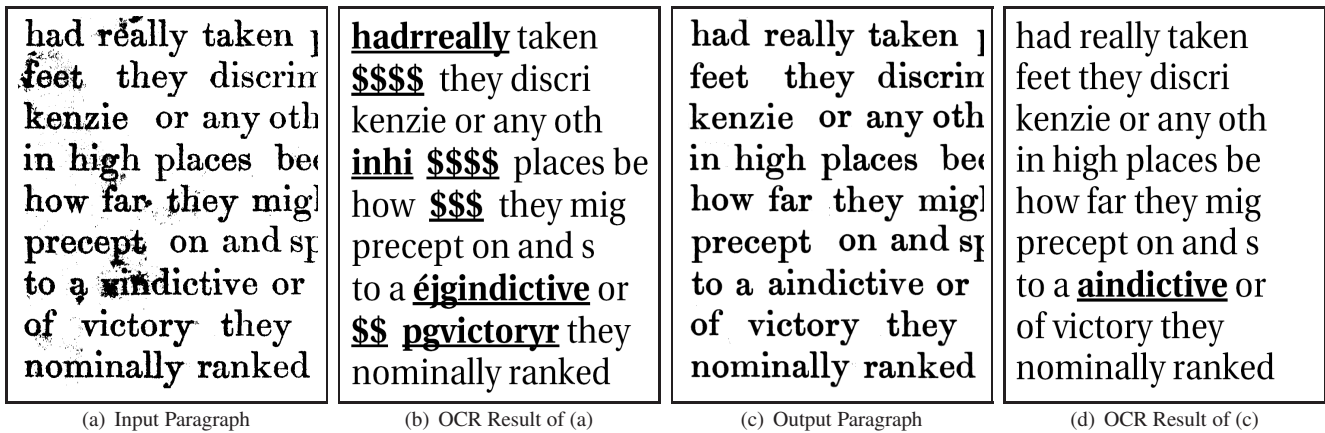 had really taken
feet they discrim
kenzie or any oth
in high places bee
how far they migh
precept on and sp
to a vindictive or
of victory they
nominally ranked
(a) Input Paragraph
hadrreally taken
$$$$ they discri
kenzie or any oth
inhi $$$$ places be
how $$$ they mig
precept on and s
to a éjgindictive or
$$ pgvictoryr they
nominally ranked
(b) OCR Result of (a)
had really taken
feet they discrim
kenzie or any oth
in high places bee
how far they migh
precept on and sp
to a aindictive or
of victory they
nominally ranked
(c) Output Paragraph
had really taken
feet they discri
kenzie or any oth
in high places be
how far they mig
precept on and s
to a aindictive or
of victory they
nominally ranked
(d) OCR Result of (c)